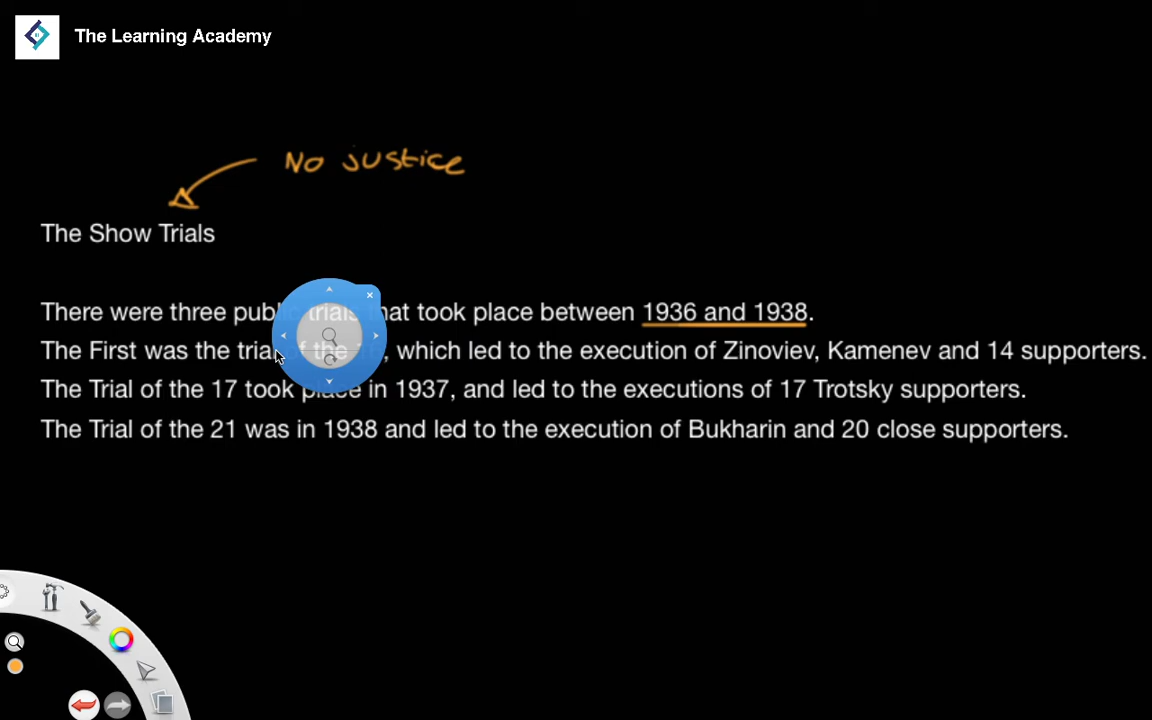 The Learning Academy
No justice
The Show Trials
There were three public trials that took place between 1936 and 1938.
The First was the trial of the 16, which led to the execution of Zinoviev, Kamenev and 14 supporters.
The Trial of the 17 took place in 1937, and led to the executions of 17 Trotsky supporters.
The Trial of the 21 was in 1938 and led to the execution of Bukharin and 20 close supporters.